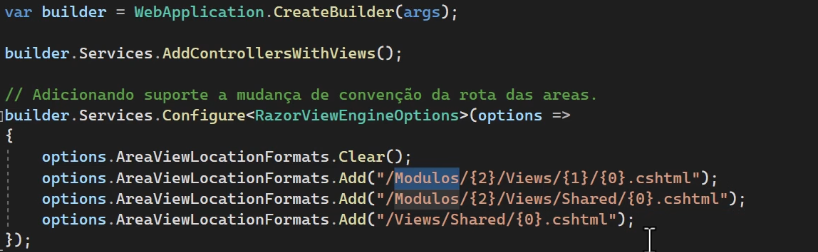 var builder = WebApplication.CreateBuilder(args);
builder.Services.AddControllersWithViews();
// Adicionando suporte a mudança de convenção da rota das areas.
builder.Services.Configure<RazorViewEngineOptions>(options =>
{
    options.AreaViewLocationFormats.Clear();
    options.AreaViewLocationFormats.Add("/Modulos/{2}/Views/{1}/{0}.cshtml");
    options.AreaViewLocationFormats.Add("/Modulos/{2}/Views/Shared/{0}.cshtml");
    options.AreaViewLocationFormats.Add("/Views/Shared/{0}.cshtml");
});